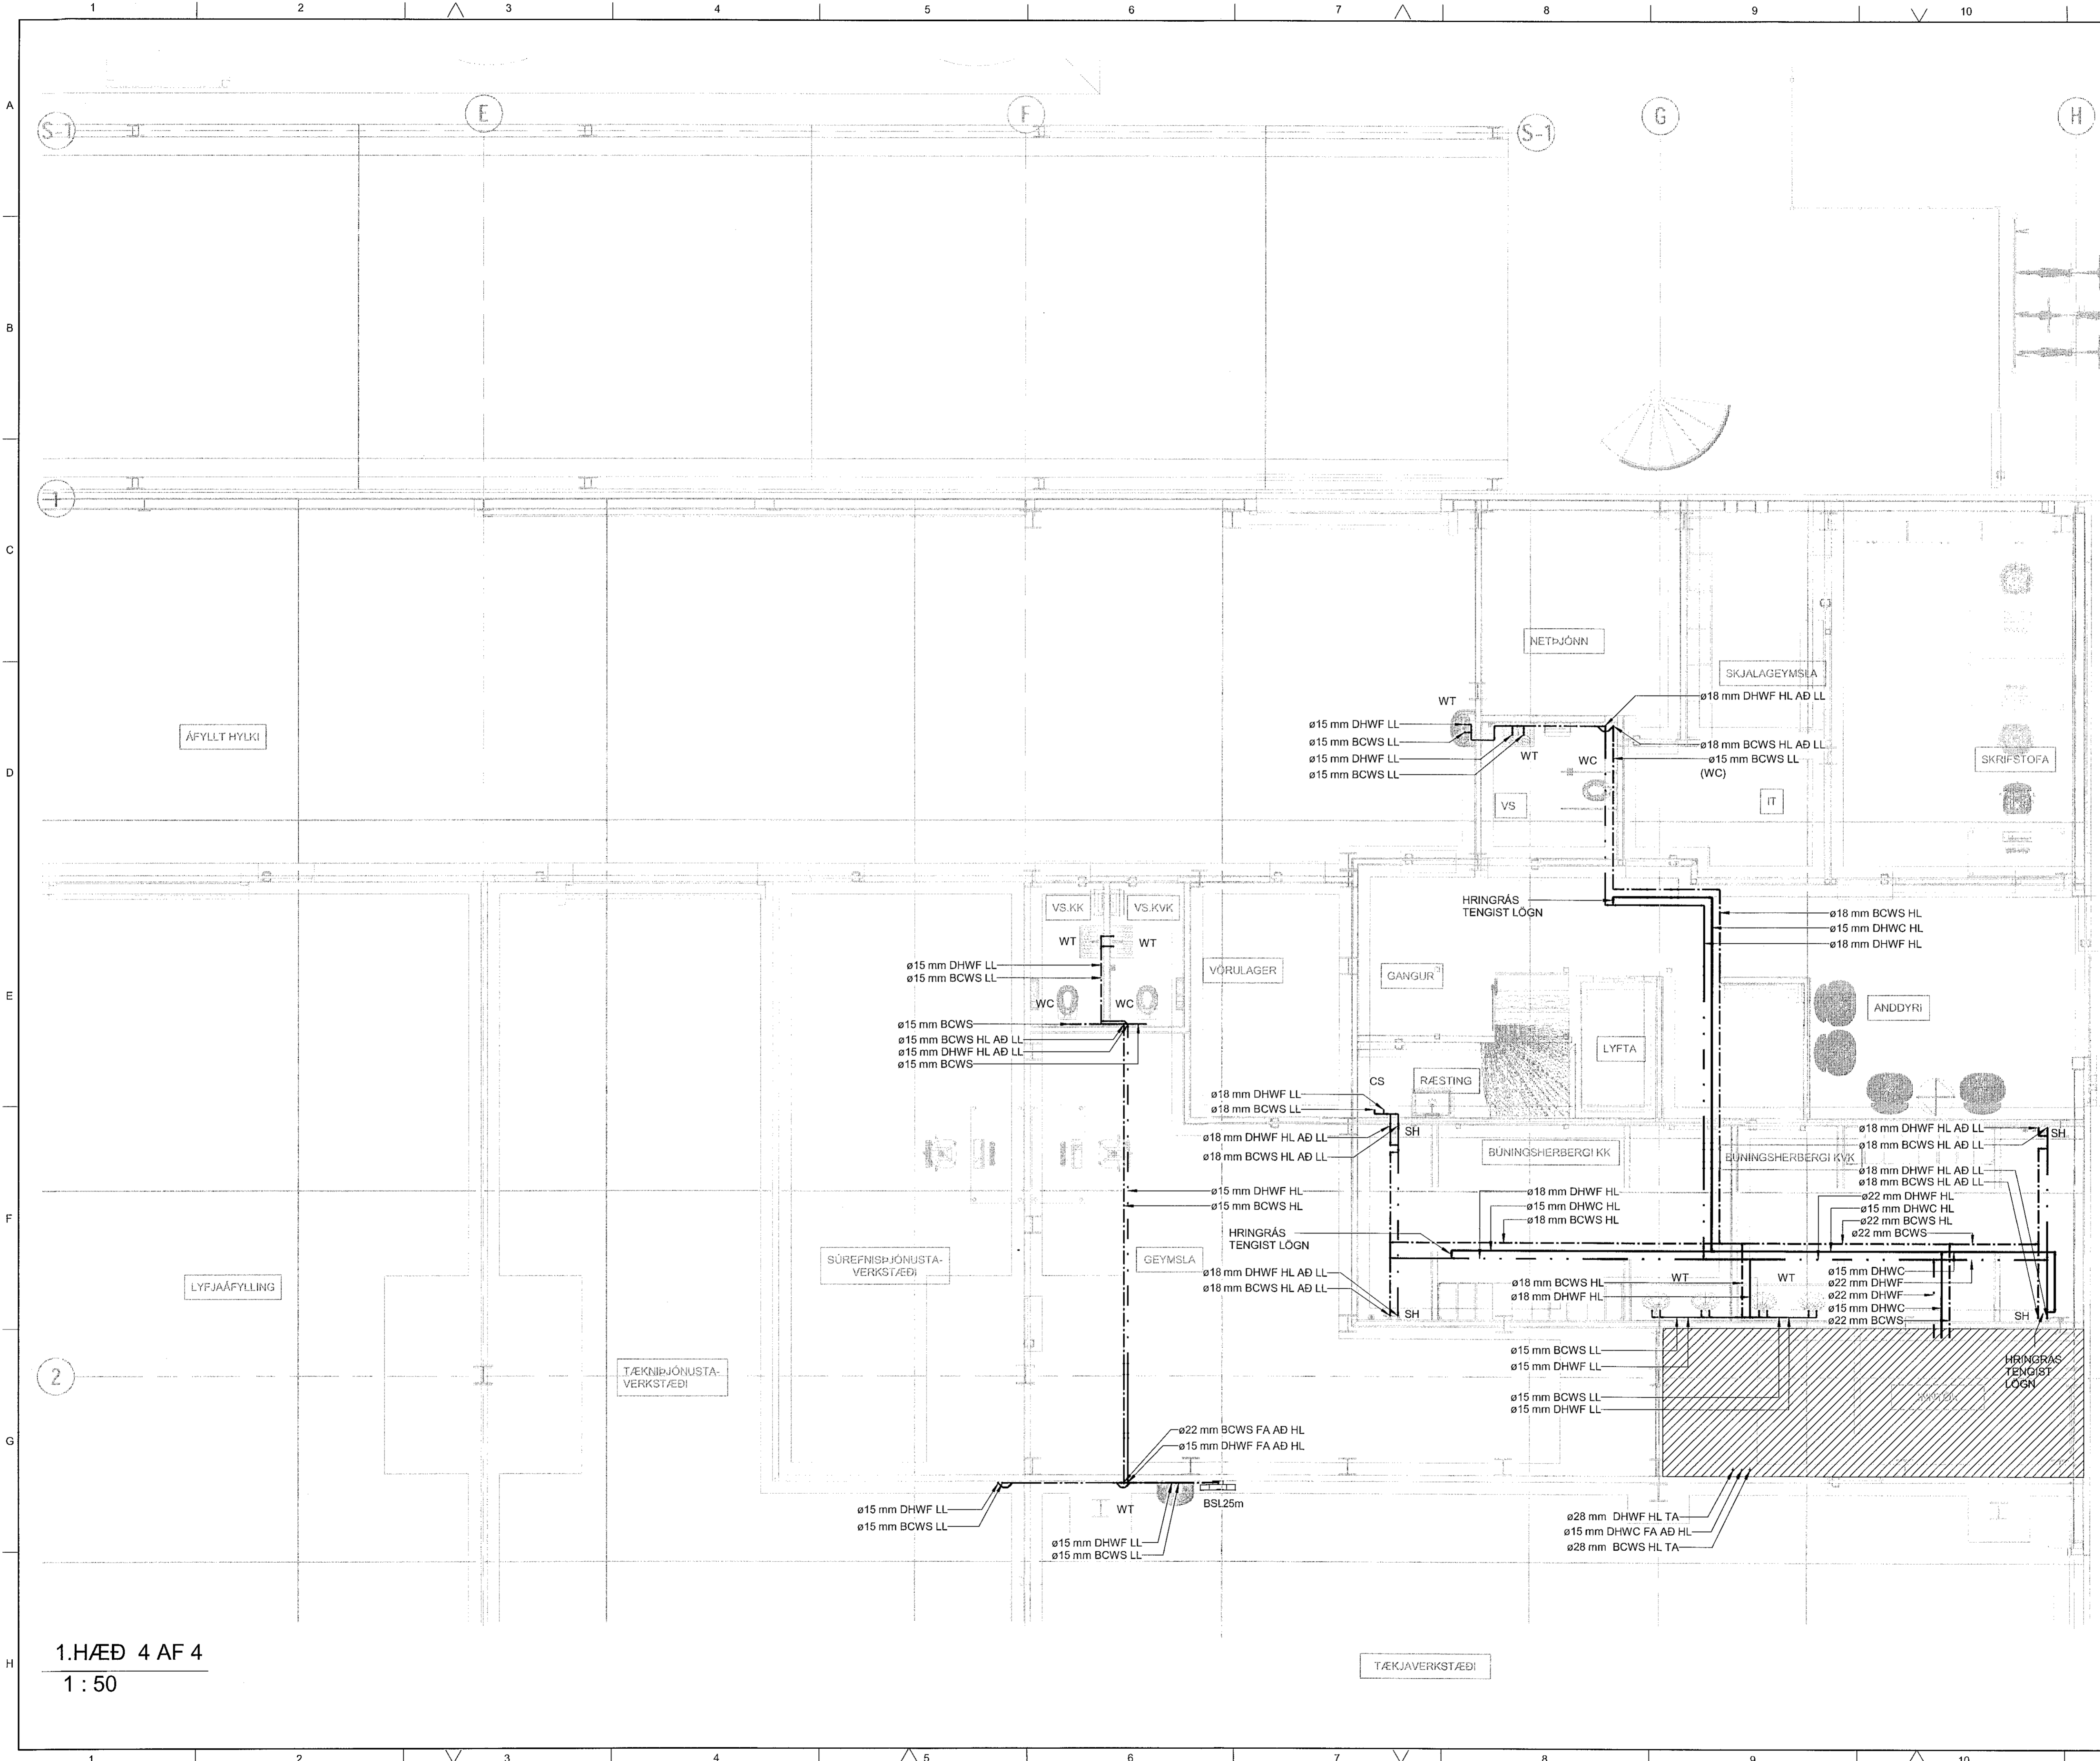 1 2 3 4 5 6 7 8 9 10
A
B
C
D
E
F
G
H
S-1
E
F
S-1
G
H
1
2
NETÞJÓNN
SKJALAGEYMSLA
ø18 mm DHWF HL AÐ LL
WT
ø15 mm DHWF LL
ø15 mm BCWS LL
ø15 mm DHWF LL
ø15 mm BCWS LL
WT
WC
ø18 mm BCWS HL AÐ LL
ø15 mm BCWS LL
(WC)
ÁFYLLT HYLKI
SKRIFSTOFA
VS
IT
VS.KK
VS.KVK
HRINGRÁS
TENGIST LÖGN
ø18 mm BCWS HL
ø15 mm DHWC HL
ø18 mm DHWF HL
WT
WT
ø15 mm DHWF LL
ø15 mm BCWS LL
VÖRULAGER
GANGUR
WC
WC
ANDDYRI
ø15 mm BCWS
ø15 mm BCWS HL AÐ LL
ø15 mm DHWF HL AÐ LL
ø15 mm BCWS
LYFTA
CS
RÆSTING
ø18 mm DHWF LL
ø18 mm BCWS LL
ø18 mm DHWF HL AÐ LL
SH
ø18 mm BCWS HL AÐ LL
BÚNINGSHERBERGI KK
BÚNINGSHERBERGI KVK
ø18 mm DHWF HL AÐ LL
SH
ø18 mm BCWS HL AÐ LL
ø18 mm DHWF HL AÐ LL
ø18 mm BCWS HL AÐ LL
ø15 mm DHWF HL
ø15 mm BCWS HL
ø18 mm DHWF HL
ø15 mm DHWC HL
ø18 mm BCWS HL
ø22 mm DHWF HL
ø15 mm DHWC HL
ø22 mm BCWS HL
ø22 mm BCWS
HRINGRÁS
TENGIST LÖGN
SÚREFNISÞJÓNUSTA-
VERKSTÆÐI
GEYMSLA
LYFJAÁFYLLING
ø18 mm DHWF HL AÐ LL
ø18 mm BCWS HL AÐ LL
SH
ø18 mm BCWS HL
ø18 mm DHWF HL
WT
WT
ø15 mm DHWC
ø22 mm DHWF
ø22 mm DHWF
ø15 mm DHWC
ø22 mm BCWS
SH
ø15 mm BCWS LL
ø15 mm DHWF LL
HRINGRÁS
TENGIST
LÖGN
TÆKNIÞJÓNUSTA-
VERKSTÆÐI
ø15 mm BCWS LL
ø15 mm DHWF LL
ø22 mm BCWS FA AÐ HL
ø15 mm DHWF FA AÐ HL
ø15 mm DHWF LL
ø15 mm BCWS LL
WT
BSL25m
ø15 mm DHWF LL
ø15 mm BCWS LL
ø28 mm DHWF HL TA
ø15 mm DHWC FA AÐ HL
ø28 mm BCWS HL TA
1.HÆÐ 4 AF 4
1 : 50
TÆKJAVERKSTÆÐI
1 2 3 4 5 6 7 8 9 10